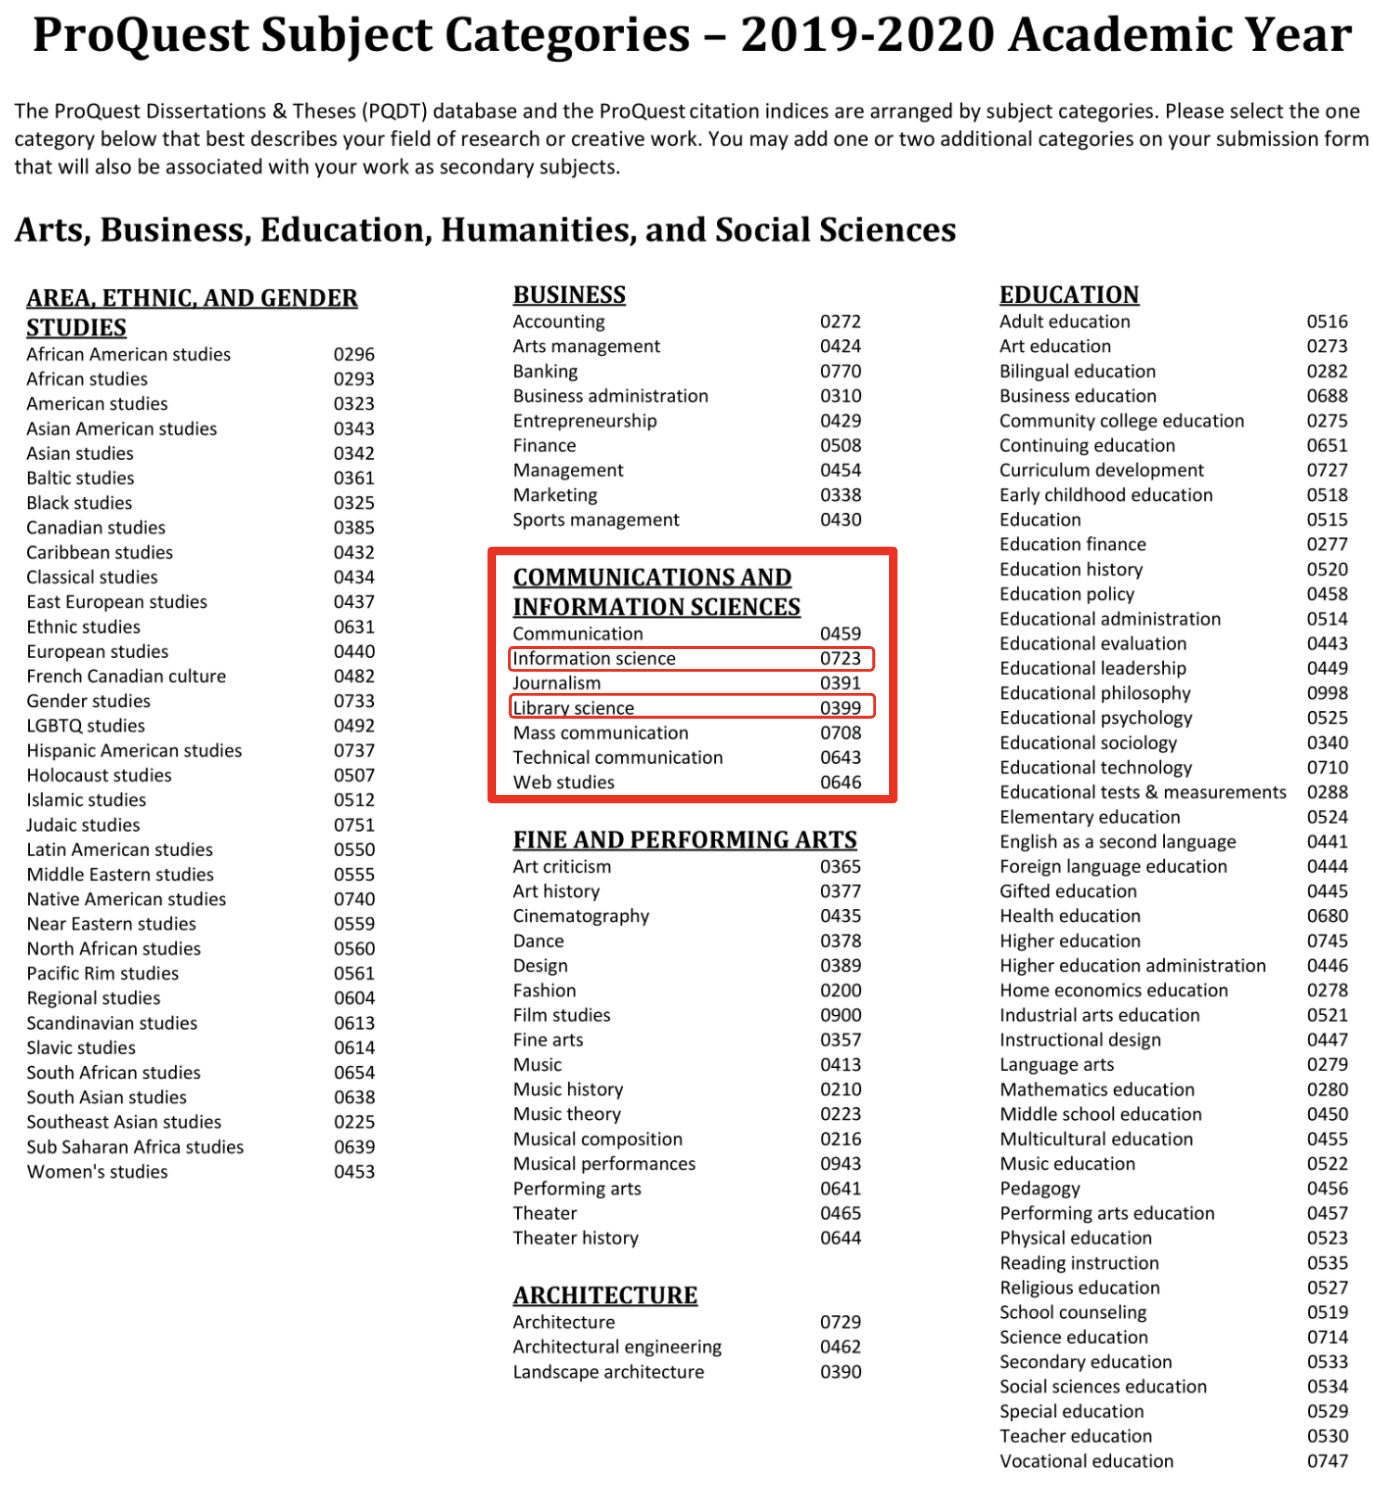 ProQuest Subject Categories – 2019-2020 Academic Year
The ProQuest Dissertations & Theses (PQDT) database and the ProQuest citation indices are arranged by subject categories. Please select the one
category below that best describes your field of research or creative work. You may add one or two additional categories on your submission form
that will also be associated with your work as secondary subjects.
Arts, Business, Education, Humanities, and Social Sciences
AREA, ETHNIC, AND GENDER
STUDIES
African American studies 0296
African studies 0293
American studies 0323
Asian American studies 0343
Asian studies 0342
Baltic studies 0361
Black studies 0325
Canadian studies 0385
Caribbean studies 0432
Classical studies 0434
East European studies 0437
Ethnic studies 0631
European studies 0440
French Canadian culture 0482
Gender studies 0733
LGBTQ studies 0492
Hispanic American studies 0737
Holocaust studies 0507
Islamic studies 0512
Judaic studies 0751
Latin American studies 0550
Middle Eastern studies 0555
Native American studies 0740
Near Eastern studies 0559
North African studies 0560
Pacific Rim studies 0561
Regional studies 0604
Scandinavian studies 0613
Slavic studies 0614
South African studies 0654
South Asian studies 0638
Southeast Asian studies 0225
Sub Saharan Africa studies 0639
Women's studies 0453
BUSINESS
Accounting 0272
Arts management 0424
Banking 0770
Business administration 0310
Entrepreneurship 0429
Finance 0508
Management 0454
Marketing 0338
Sports management 0430
COMMUNICATIONS AND
INFORMATION SCIENCES
Communication 0459
Information science 0723
Journalism 0391
Library science 0399
Mass communication 0708
Technical communication 0643
Web studies 0646
FINE AND PERFORMING ARTS
Art criticism 0365
Art history 0377
Cinematography 0435
Dance 0378
Design 0389
Fashion 0200
Film studies 0900
Fine arts 0357
Music 0413
Music history 0210
Music theory 0223
Musical composition 0216
Musical performances 0943
Performing arts 0641
Theater 0465
Theater history 0644
ARCHITECTURE
Architecture 0729
Architectural engineering 0462
Landscape architecture 0390
EDUCATION
Adult education 0516
Art education 0273
Bilingual education 0282
Business education 0688
Community college education 0275
Continuing education 0651
Curriculum development 0727
Early childhood education 0518
Education 0515
Education finance 0277
Education history 0520
Education policy 0458
Educational administration 0514
Educational evaluation 0443
Educational leadership 0449
Educational philosophy 0998
Educational psychology 0525
Educational sociology 0340
Educational technology 0710
Educational tests & measurements 0288
Elementary education 0524
English as a second language 0441
Foreign language education 0444
Gifted education 0445
Health education 0680
Higher education 0745
Higher education administration 0446
Home economics education 0278
Industrial arts education 0521
Instructional design 0447
Language arts 0279
Mathematics education 0280
Middle school education 0450
Multicultural education 0455
Music education 0522
Pedagogy 0456
Performing arts education 0457
Physical education 0523
Reading instruction 0535
Religious education 0527
School counseling 0519
Science education 0714
Secondary education 0533
Social sciences education 0534
Special education 0529
Teacher education 0530
Vocational education 0747